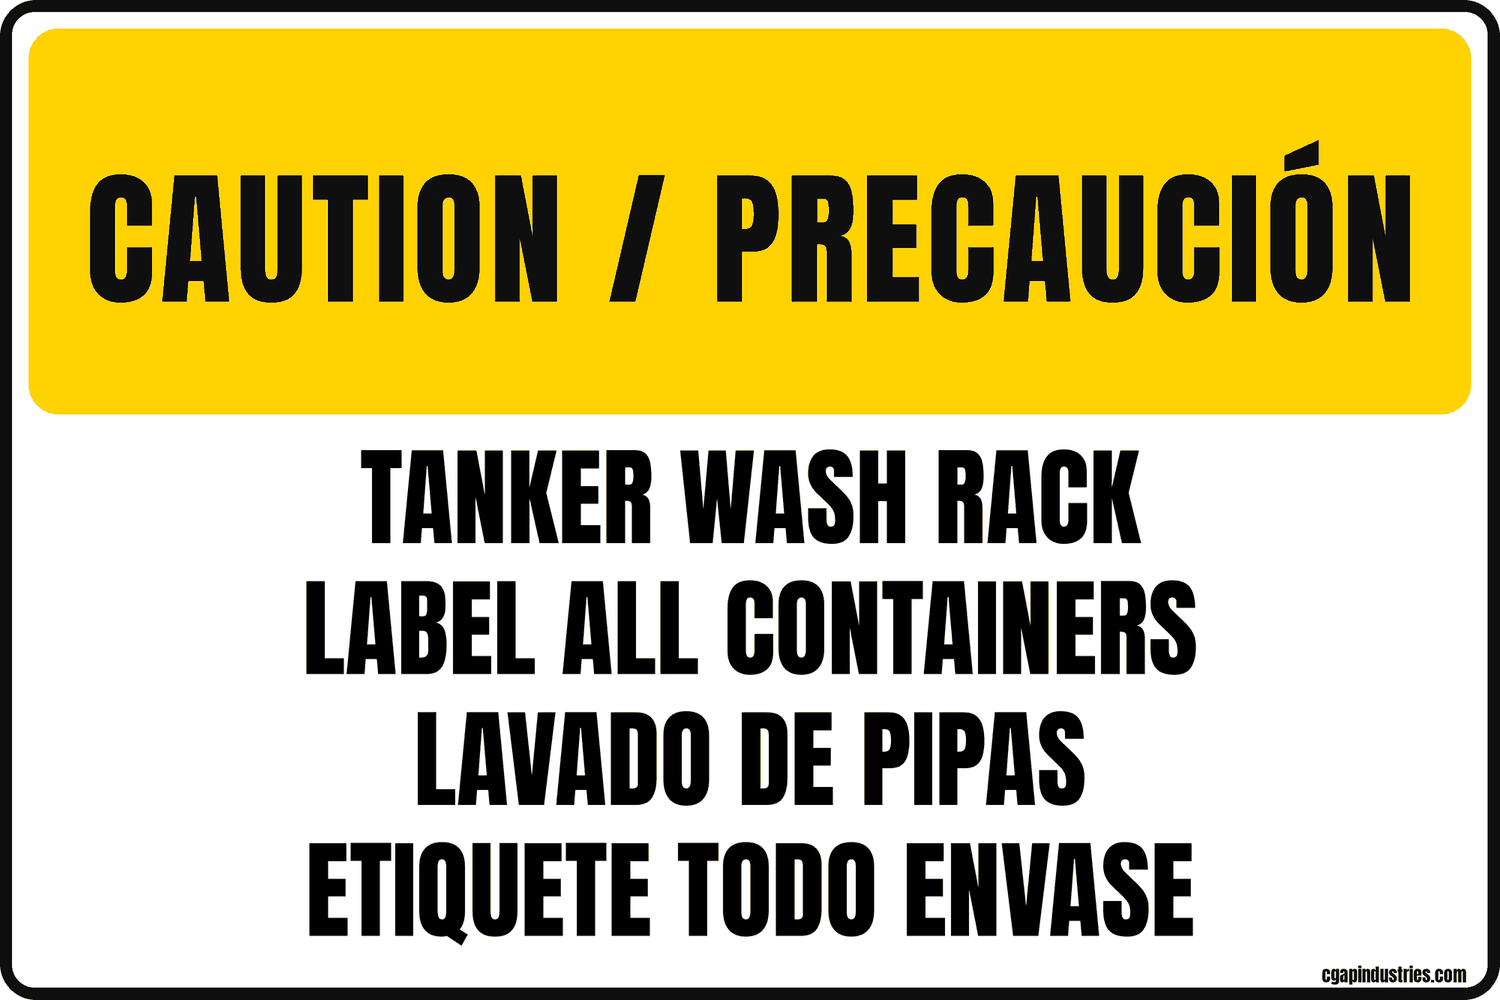 CAUTION / PRECAUCIÓN
TANKER WASH RACK
LABEL ALL CONTAINERS
LAVADO DE PIPAS
ETIQUETE TODO ENVASE
cgapindustries.com